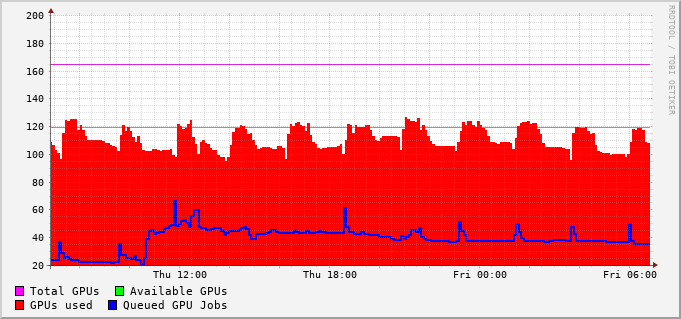 200
180
160
140
120
100
80
60
40
20
Thu 12:00 Thu 18:00 Fri 00:00 Fri 06:00
Total GPUs Available GPUs
GPUs used Queued GPU Jobs
RRDTOOL / TOBI OETIKER